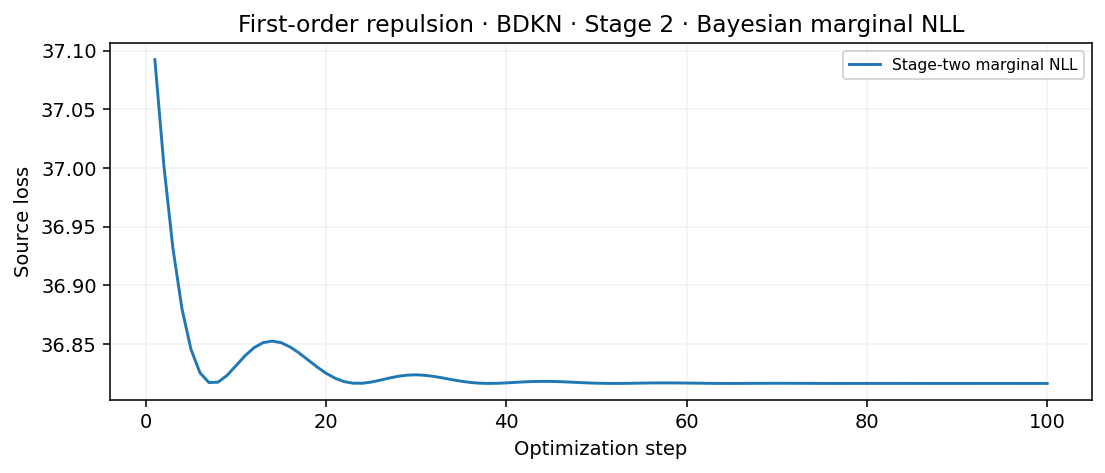 First-order repulsion · BDKN · Stage 2 · Bayesian marginal NLL
Stage-two marginal NLL
Source loss
37.10
37.05
37.00
36.95
36.90
36.85
0 20 40 60 80 100
Optimization step